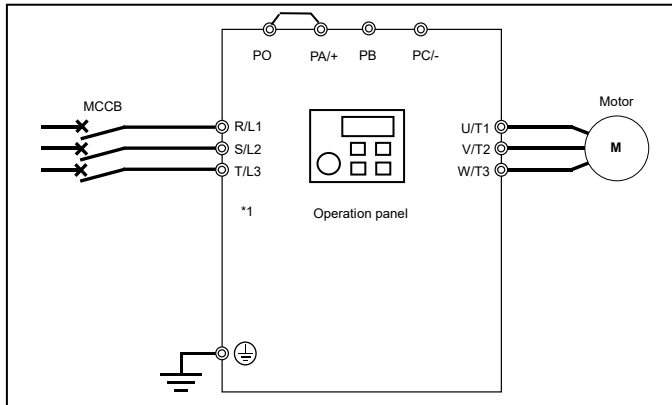 PO PA/+ PB PC/-
MCCB
Motor
R/L1
U/T1
S/L2
V/T2
M
T/L3
W/T3
*1
Operation panel